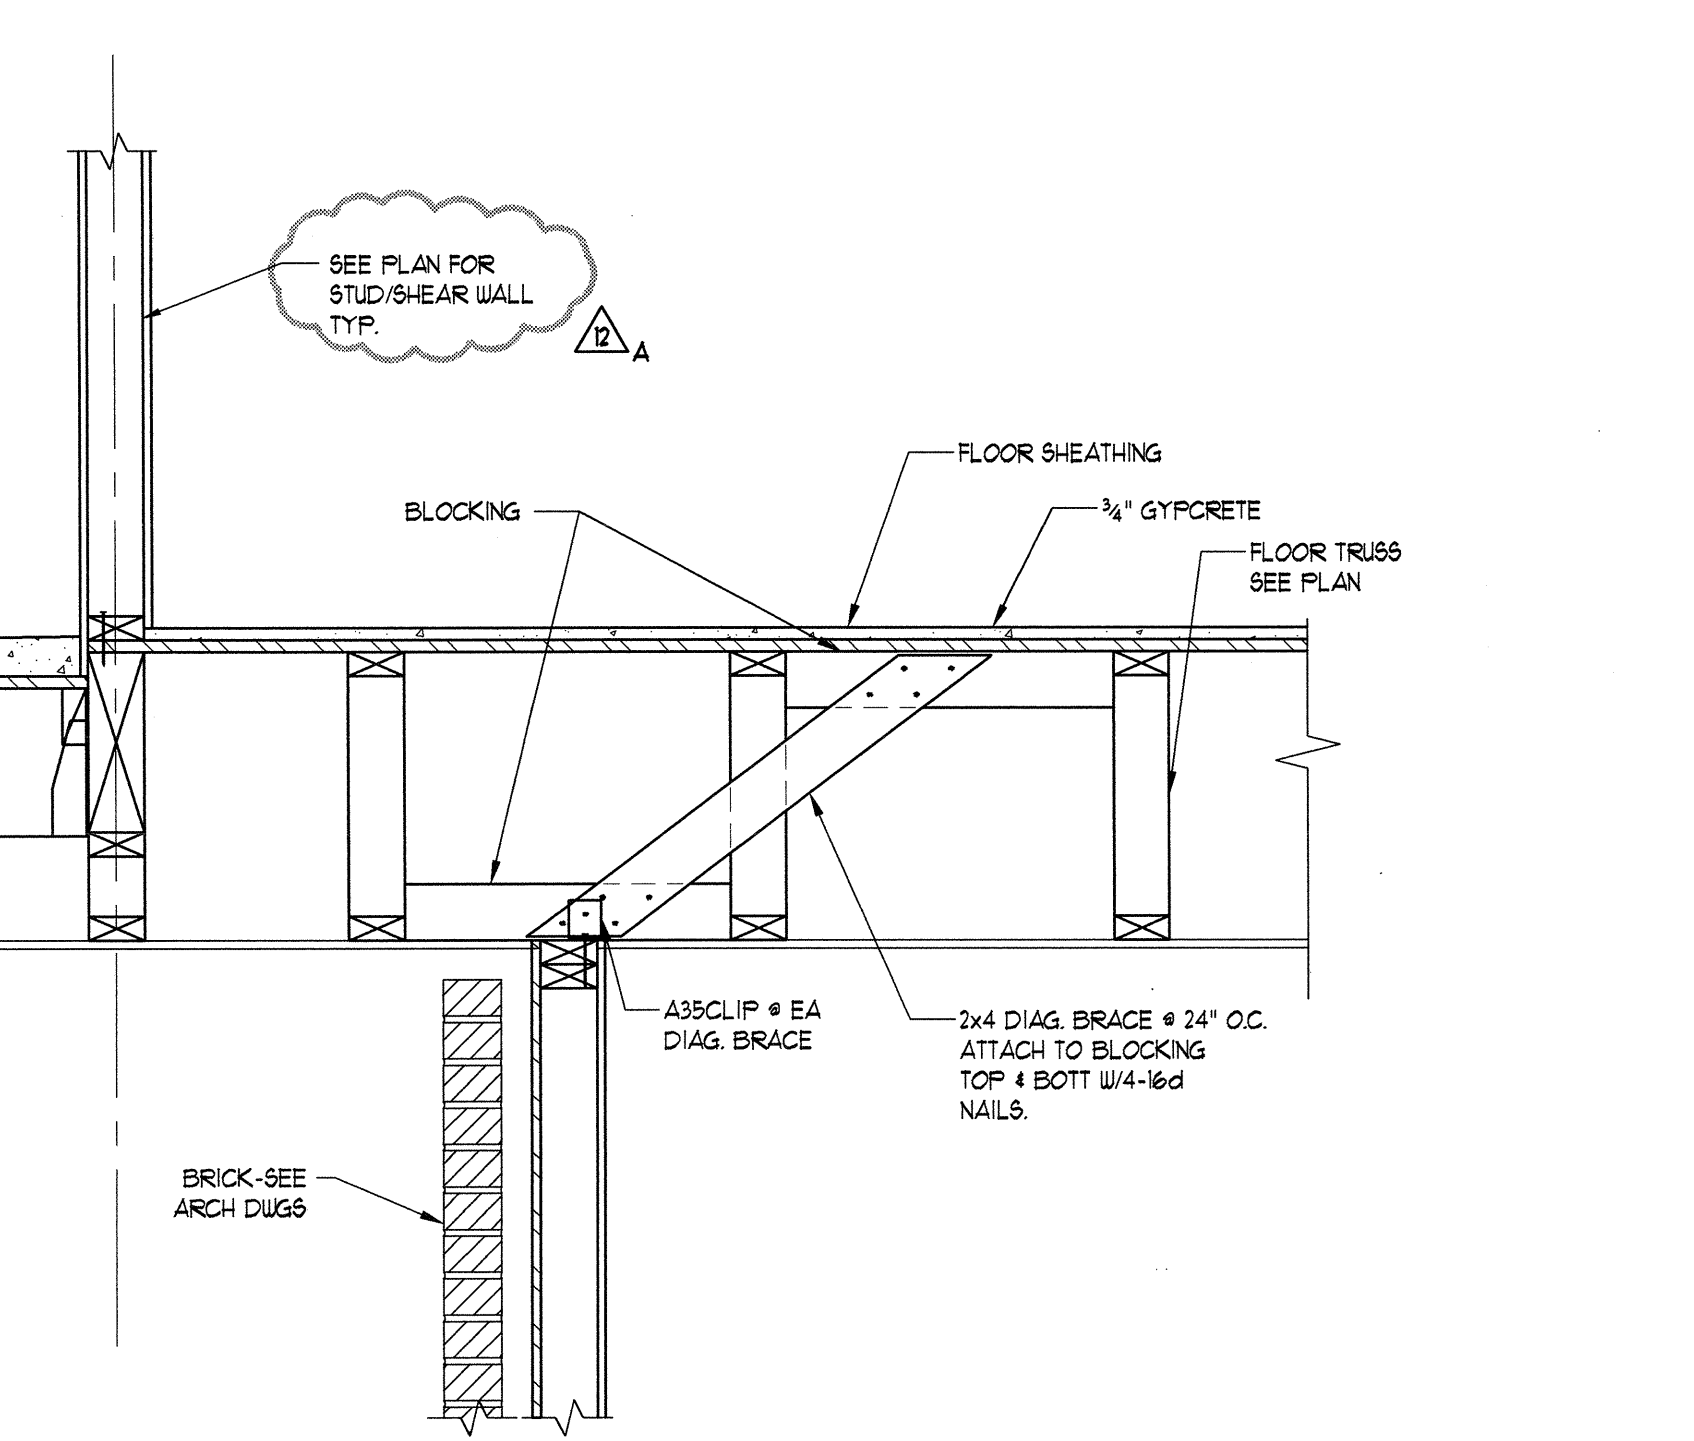 SEE PLAN FOR
STUD/SHEAR WALL
TYP.
12
A
FLOOR SHEATHING
BLOCKING
¾" GYPCRETE
FLOOR TRUSS
SEE PLAN
A35CLIP @ EA
DIAG. BRACE
2x4 DIAG. BRACE @ 24" O.C.
ATTACH TO BLOCKING
TOP & BOTT W/4-16d
NAILS.
BRICK-SEE
ARCH DWGS